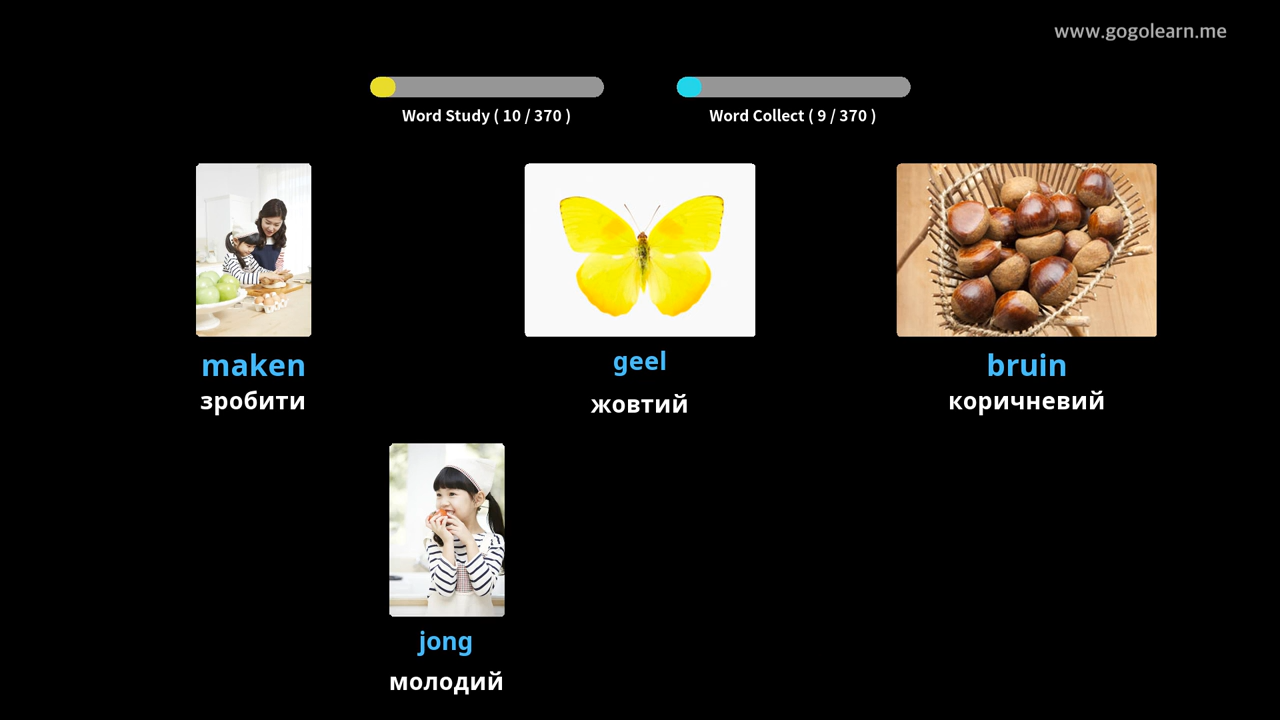 www.gogolearn.me
Word Study ( 10 / 370 )
Word Collect ( 9 / 370 )
maken
зробити
geel
жовтий
bruin
коричневий
jong
молодий